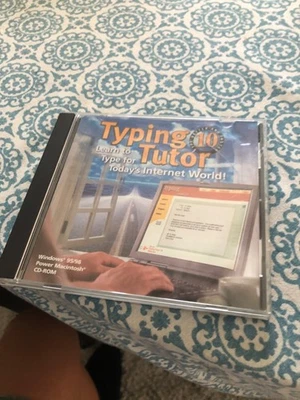 Typing 10
Learn to Tutor
Type for
Today's Internet World!
Windows® 95/98
Power Macintosh®
CD-ROM